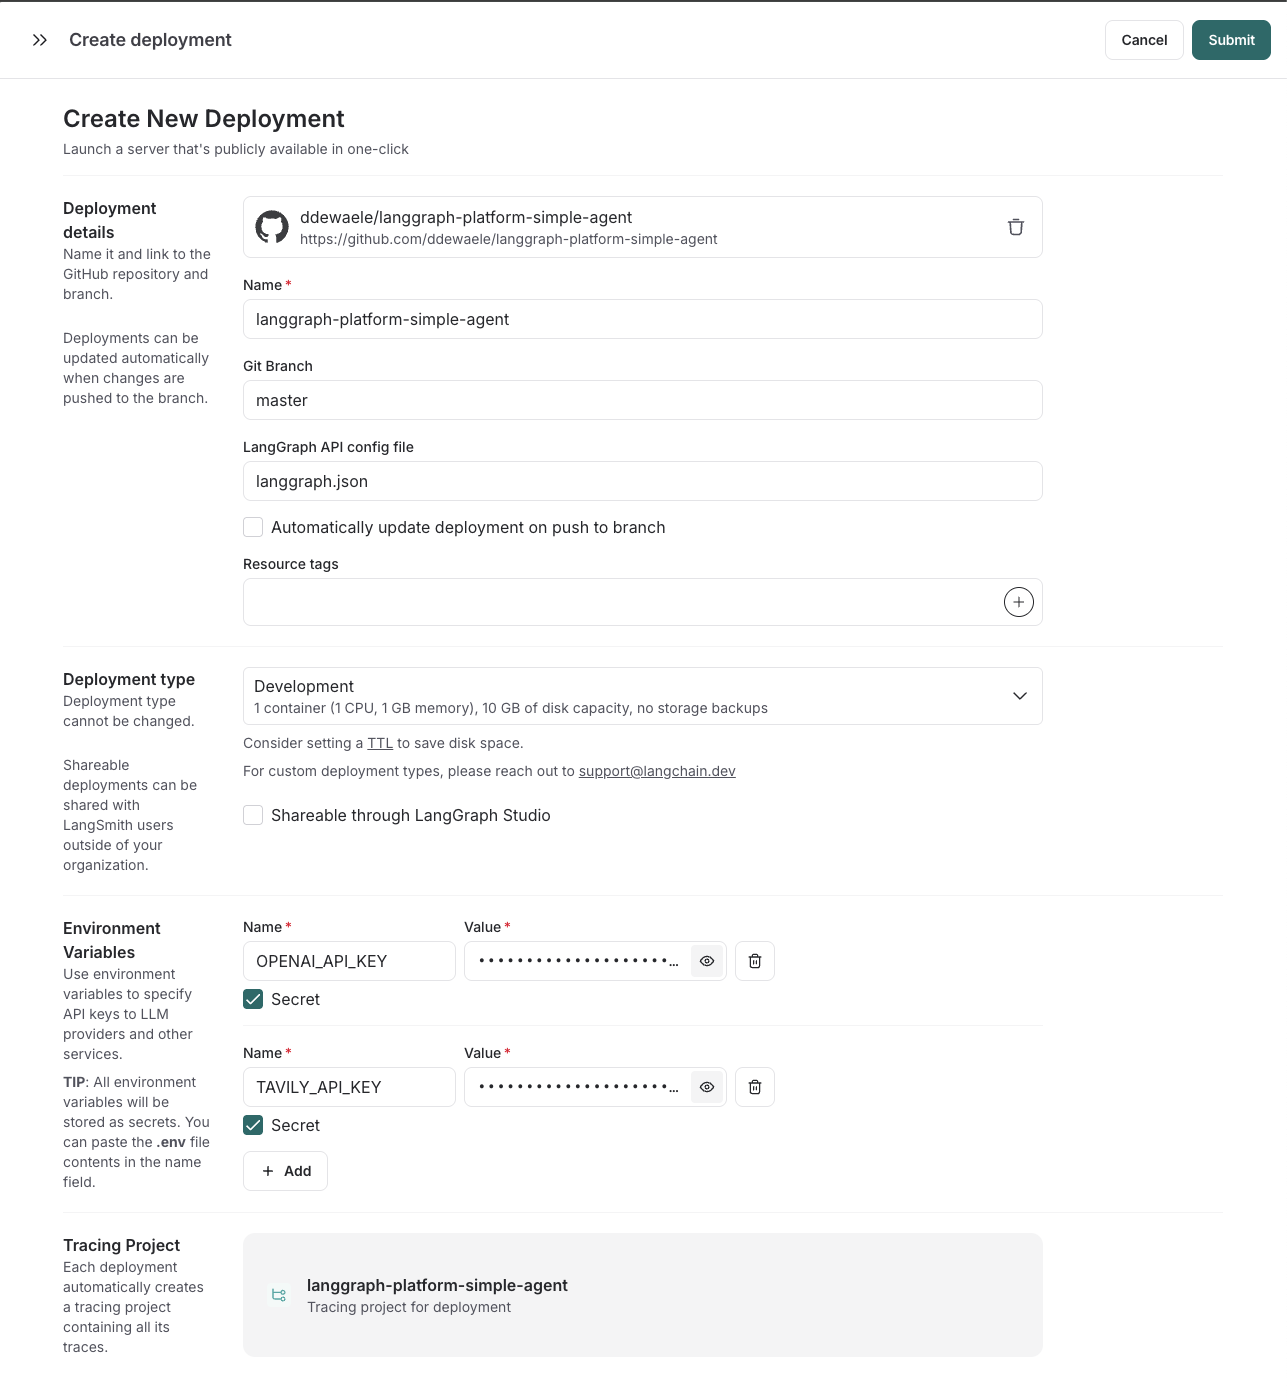 Create deployment
Cancel
Submit
Create New Deployment
Launch a server that's publicly available in one-click
Deployment
details
Name it and link to the
GitHub repository and
branch.
Deployments can be
updated automatically
when changes are
pushed to the branch.
ddewaele/langgraph-platform-simple-agent
https://github.com/ddewaele/langgraph-platform-simple-agent
Name *
langgraph-platform-simple-agent
Git Branch
master
LangGraph API config file
langgraph.json
Automatically update deployment on push to branch
Resource tags
Deployment type
Deployment type
cannot be changed.
Shareable
deployments can be
shared with
LangSmith users
outside of your
organization.
Development
1 container (1 CPU, 1 GB memory), 10 GB of disk capacity, no storage backups
Consider setting a TTL to save disk space.
For custom deployment types, please reach out to support@langchain.dev
Shareable through LangGraph Studio
Environment
Variables
Use environment
variables to specify
API keys to LLM
providers and other
services.
TIP: All environment
variables will be
stored as secrets. You
can paste the .env file
contents in the name
field.
Name *
Value *
OPENAI_API_KEY
••••••••••••••••••••...
Secret
Name *
Value *
TAVILY_API_KEY
••••••••••••••••••••...
Secret
Add
Tracing Project
Each deployment
automatically creates
a tracing project
containing all its
traces.
langgraph-platform-simple-agent
Tracing project for deployment